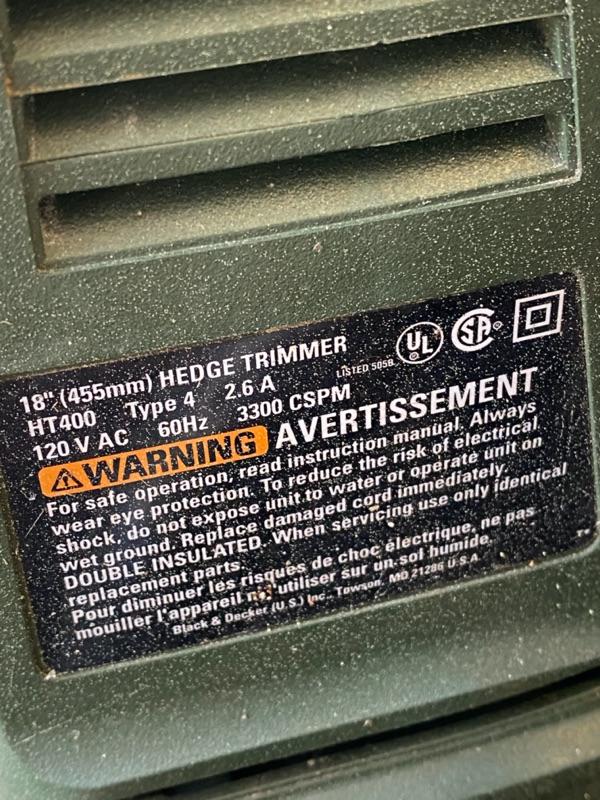 18" (455mm) HEDGE TRIMMER
HT400 Type 4 2.6 A
120 V AC 60Hz 3300 CSPM
UL
LISTED 505B
SA
WARNING AVERTISSEMENT
For safe operation, read instruction manual. Always
wear eye protection. To reduce the risk of electrical
shock, do not expose unit to water or operate unit on
wet ground. Replace damaged cord immediately.
DOUBLE INSULATED. When servicing use only identical
replacement parts.
Pour diminuer les risques de choc électrique, ne pas
mouiller l'appareil ni utiliser sur un sol humide.
Black & Decker (U.S.) Inc., Towson, MD 21286 U.S.A.